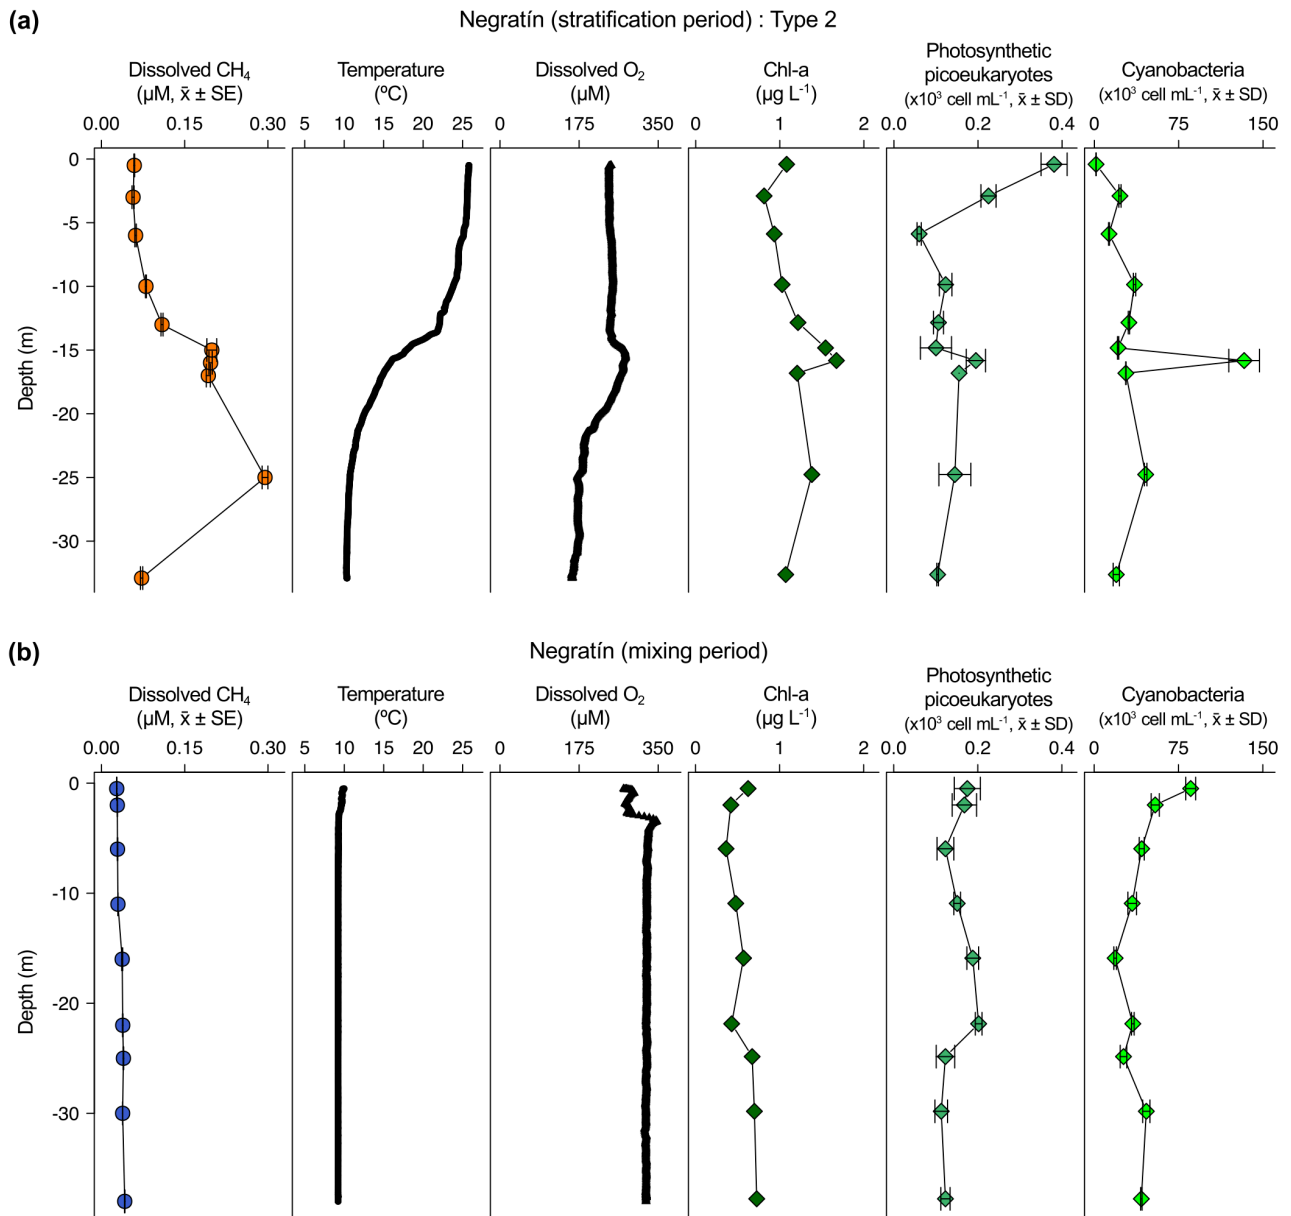 (a)
Negratín (stratification period) : Type 2
Dissolved CH4
(µM, x̄ ± SE)
Temperature
(ºC)
Dissolved O2
(µM)
Chl-a
(µg L-1)
Photosynthetic
picoeukaryotes
(x10³ cell mL-1, x̄ ± SD)
Cyanobacteria
(x10³ cell mL-1, x̄ ± SD)
0.00 0.15 0.30
5 10 15 20 25
0 175 350
0 1 2
0.0 0.2 0.4
0 75 150
0
-5
-10
-15
-20
-25
-30
Depth (m)
(b)
Negratín (mixing period)
Dissolved CH4
(µM, x̄ ± SE)
Temperature
(ºC)
Dissolved O2
(µM)
Chl-a
(µg L-1)
Photosynthetic
picoeukaryotes
(x10³ cell mL-1, x̄ ± SD)
Cyanobacteria
(x10³ cell mL-1, x̄ ± SD)
0.00 0.15 0.30
5 10 15 20 25
0 175 350
0 1 2
0.0 0.2 0.4
0 75 150
0
-10
-20
-30
Depth (m)